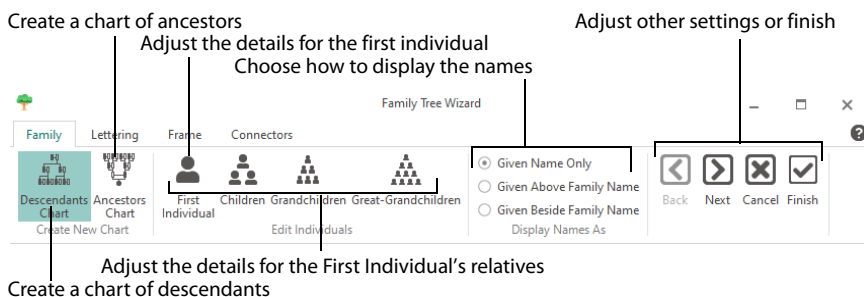 Create a chart of ancestors
Adjust other settings or finish
Adjust the details for the first individual
Choose how to display the names
Family Tree Wizard
Family Lettering Frame Connectors
?
Given Name Only
Given Above Family Name
Given Beside Family Name
Descendants Chart
Ancestors Chart
First Individual
Children
Grandchildren
Great-Grandchildren
Back Next Cancel Finish
Create New Chart
Edit Individuals
Display Names As
Adjust the details for the First Individual's relatives
Create a chart of descendants